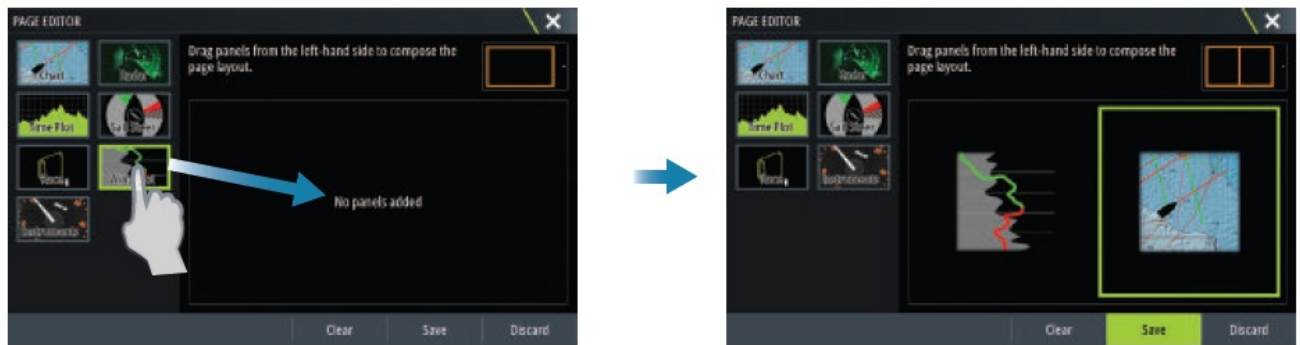 PAGE EDITOR
Drag panels from the left-hand side to compose the
page layout.
Chart
Radar
Time Plot
SailSteer
Instruments
No panels added
Clear Save Discard
PAGE EDITOR
Drag panels from the left-hand side to compose the
page layout.
Chart
Radar
Time Plot
SailSteer
Instruments
Clear Save Discard